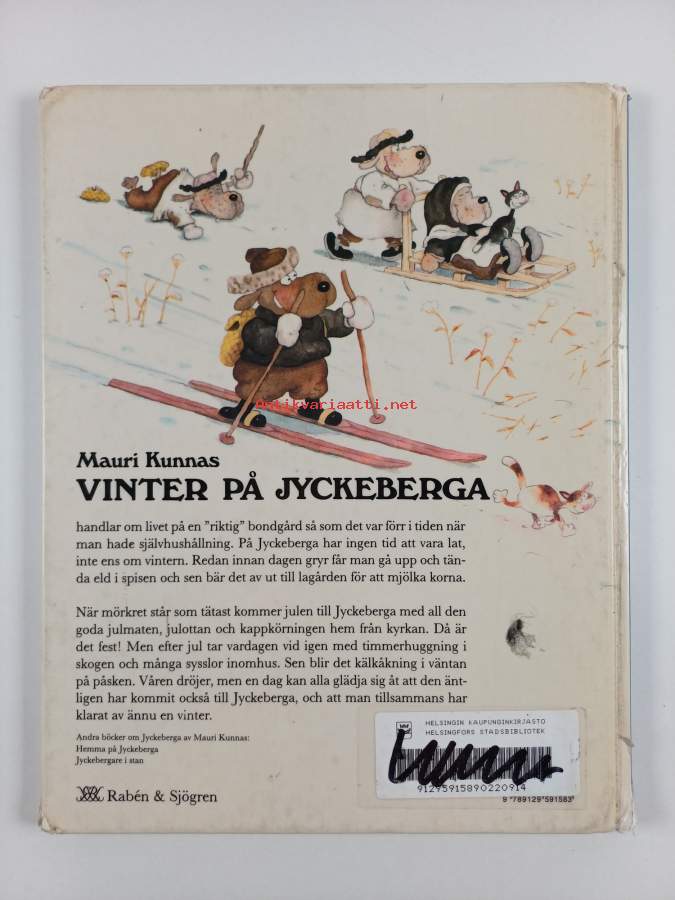 Antikvariaatti.net
Mauri Kunnas
VINTER PÅ JYCKEBERGA
handlar om livet på en ”riktig” bondgård så som det var förr i tiden när
man hade självhushållning. På Jyckeberga har ingen tid att vara lat,
inte ens om vintern. Redan innan dagen gryr får man gå upp och tän-
da eld i spisen och sen bär det av ut till lagården för att mjölka korna.
När mörkret står som tätast kommer julen till Jyckeberga med all den
goda julmaten, julottan och kappkörningen hem från kyrkan. Då är
det fest! Men efter jul tar vardagen vid igen med timmerhuggning i
skogen och många sysslor inomhus. Sen blir det kälkåkning i väntan
på påsken. Våren dröjer, men en dag kan alla glädja sig åt att den änt-
ligen har kommit också till Jyckeberga, och att man tillsammans har
klarat av ännu en vinter.
Andra böcker om Jyckeberga av Mauri Kunnas:
Hemma på Jyckeberga
Jyckebergare i stan
Rabén & Sjögren
HELSINGIN KAUPUNGINKIRJASTO
HELSINGFORS STADSBIBLIOTEK
91295915890220914
9 789129 591583